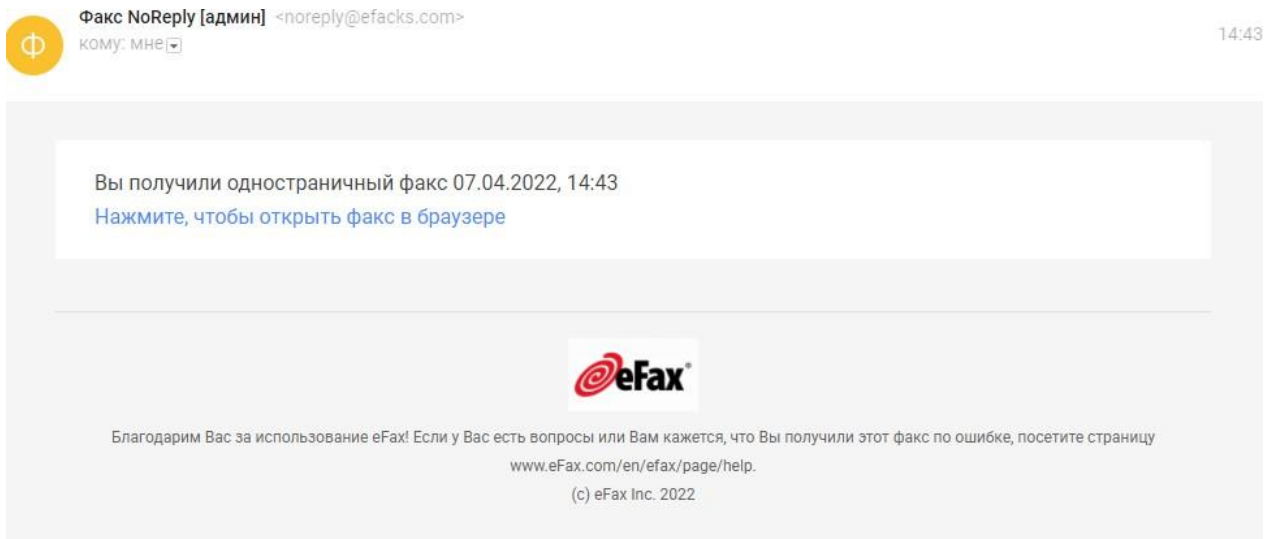 Факс NoReply [админ] <noreply@efacks.com>
кому: мне
14:43
Ф
Вы получили одностраничный факс 07.04.2022, 14:43
Нажмите, чтобы открыть факс в браузере
eFax®
Благодарим Вас за использование eFax! Если у Вас есть вопросы или Вам кажется, что Вы получили этот факс по ошибке, посетите страницу
www.eFax.com/en/efax/page/help.
(c) eFax Inc. 2022